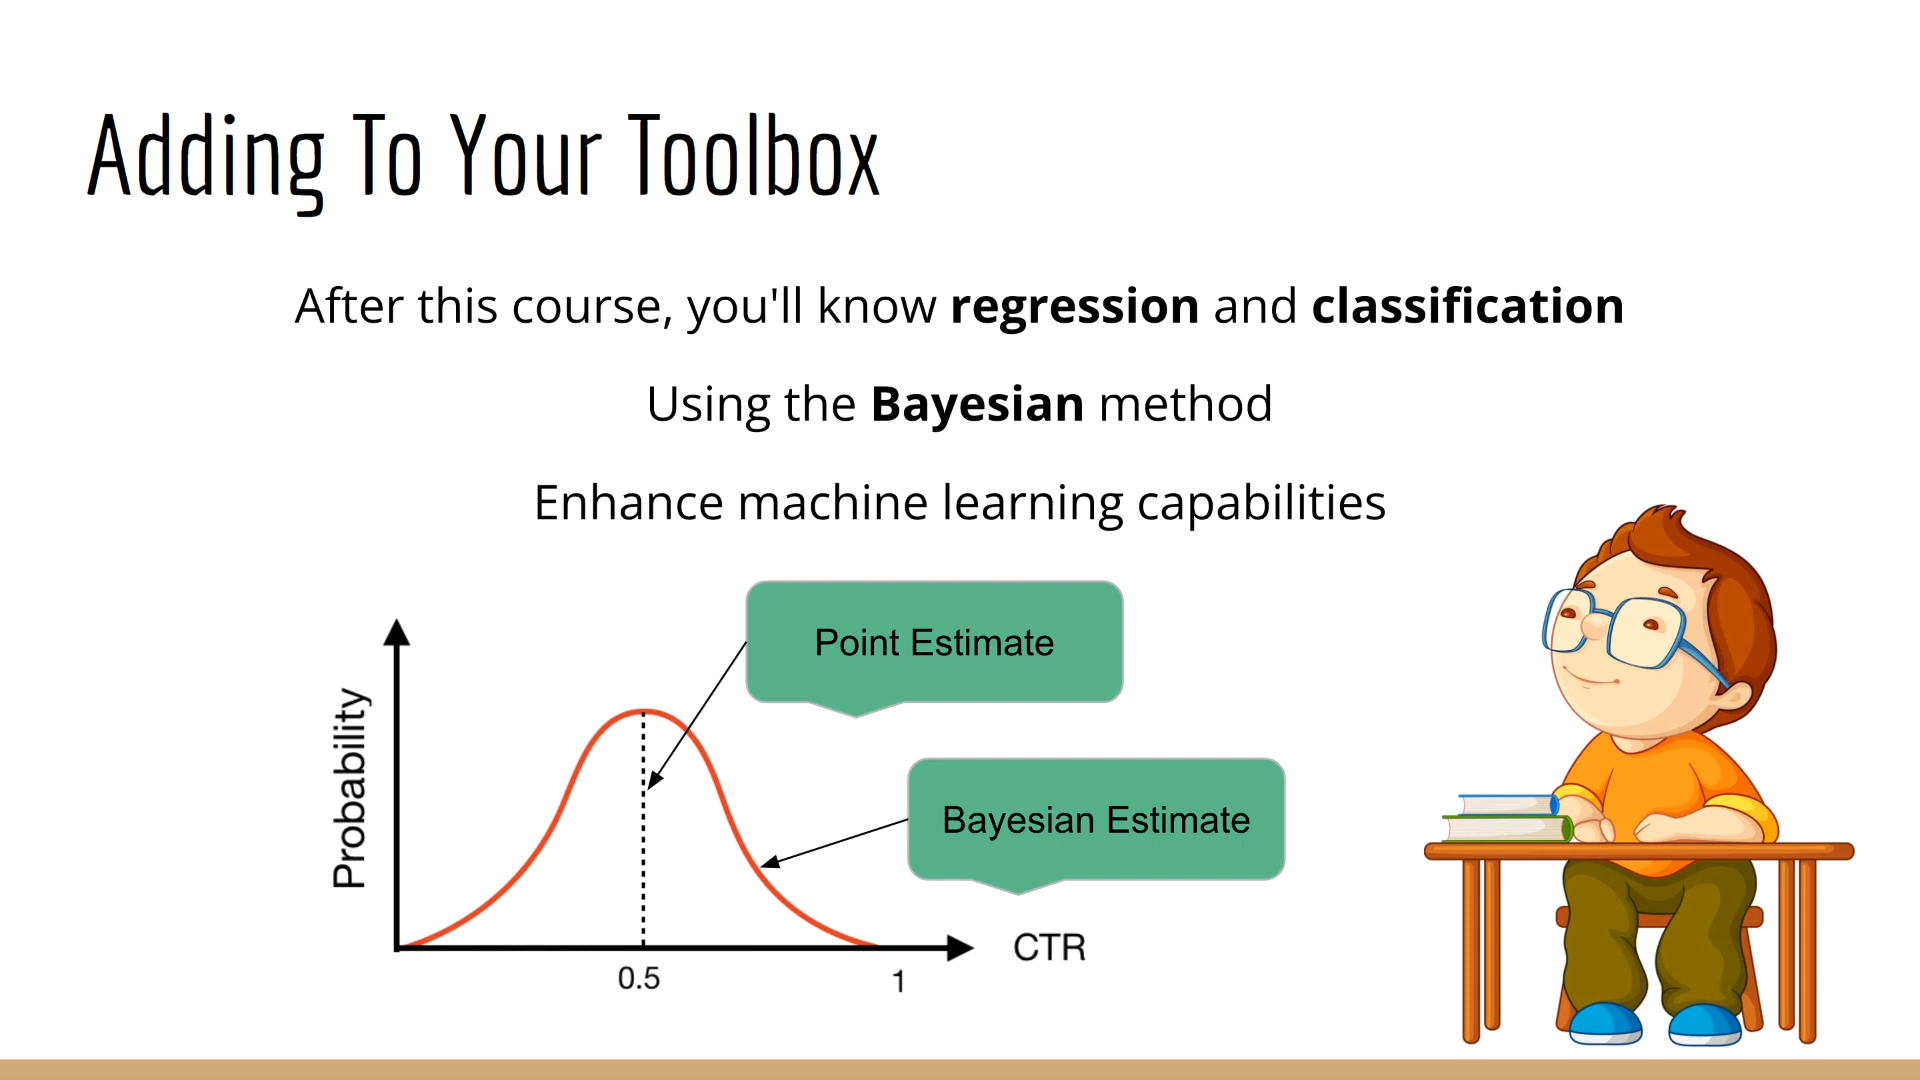 Adding To Your Toolbox
After this course, you'll know regression and classification
Using the Bayesian method
Enhance machine learning capabilities
Point Estimate
Bayesian Estimate
Probability
CTR
0.5
1